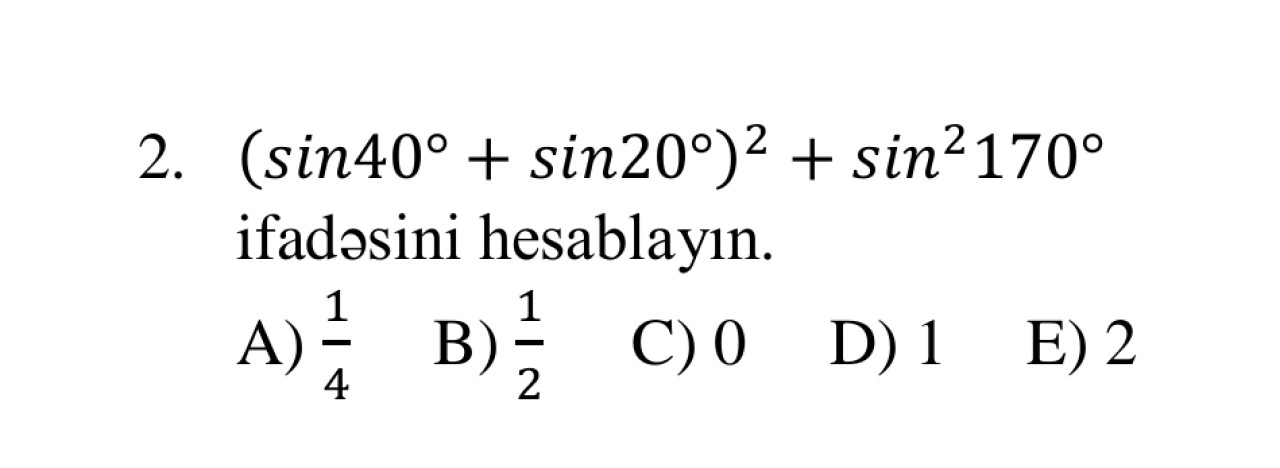 2. (sin40° + sin20°)² + sin²170°
ifadəsini hesablayın.
A) 1/4 B) 1/2 C) 0 D) 1 E) 2